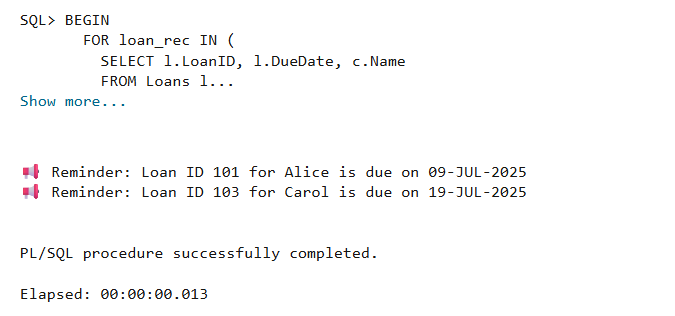 SQL> BEGIN
FOR loan_rec IN (
SELECT l.LoanID, l.DueDate, c.Name
FROM Loans l...
Show more...
📢 Reminder: Loan ID 101 for Alice is due on 09-JUL-2025
📢 Reminder: Loan ID 103 for Carol is due on 19-JUL-2025
PL/SQL procedure successfully completed.
Elapsed: 00:00:00.013